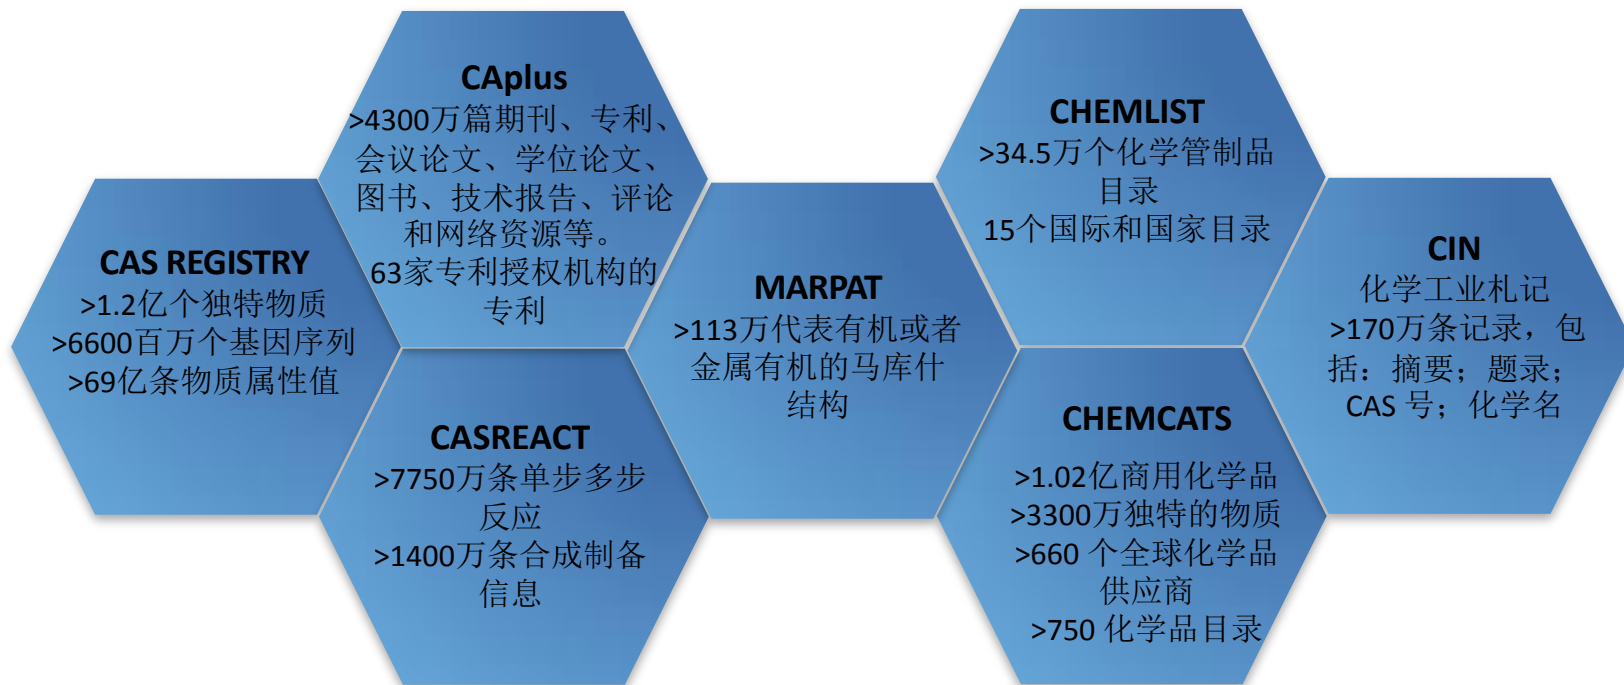 CAS REGISTRY
>1.2亿个独特物质
>6600百万个基因序列
>69亿条物质属性值
CAplus
>4300万篇期刊、专利、
会议论文、学位论文、
图书、技术报告、评论
和网络资源等。
63家专利授权机构的
专利
CASREACT
>7750万条单步多步
反应
>1400万条合成制备
信息
MARPAT
>113万代表有机或者
金属有机的马库什
结构
CHEMLIST
>34.5万个化学管制品
目录
15个国际和国家目录
CHEMCATS
>1.02亿商用化学品
>3300万独特的物质
>660 个全球化学品
供应商
>750 化学品目录
CIN
化学工业札记
>170万条记录，包
括：摘要；题录；
CAS 号；化学名